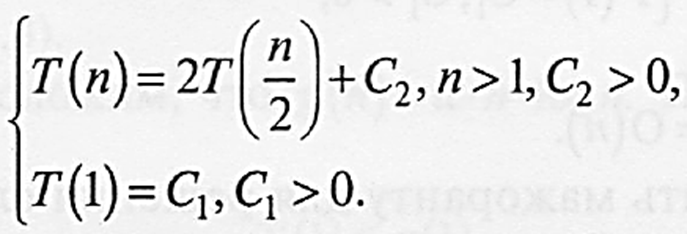 T(n) = 2T(n/2) + C₂, n > 1, C₂ > 0,
T(1) = C₁, C₁ > 0.